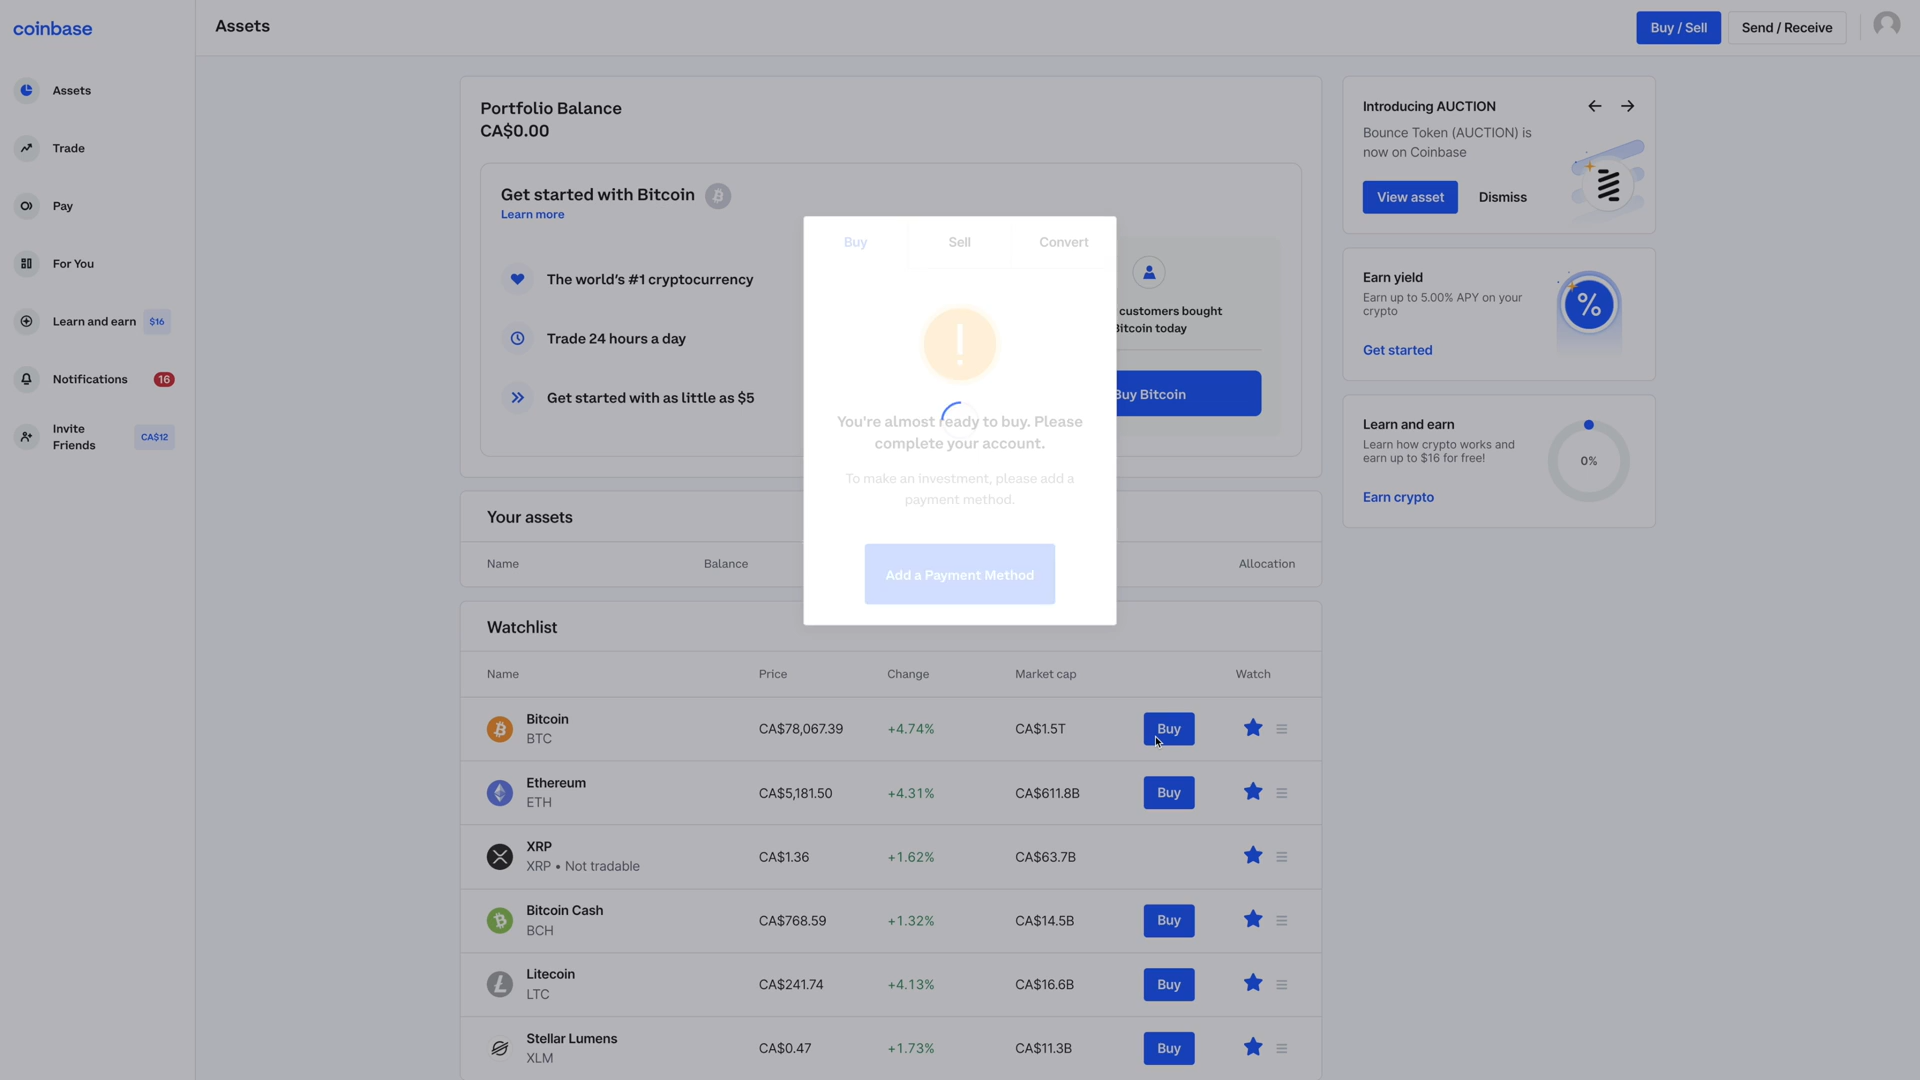 coinbase
Assets
Trade
Pay
For You
Learn and earn $16
Notifications 16
Invite
Friends
CA$12
Assets
Buy / Sell
Send / Receive
Portfolio Balance
CA$0.00
Get started with Bitcoin
Learn more
The world's #1 cryptocurrency
Trade 24 hours a day
Get started with as little as $5
customers bought
Bitcoin today
Buy Bitcoin
Buy
Sell
Convert
You're almost ready to buy. Please
complete your account.
To make an investment, please add a
payment method.
Add a Payment Method
Introducing AUCTION
Bounce Token (AUCTION) is
now on Coinbase
View asset
Dismiss
Earn yield
Earn up to 5.00% APY on your
crypto
Get started
%
Learn and earn
Learn how crypto works and
earn up to $16 for free!
Earn crypto
0%
Your assets
Name Balance Allocation
Watchlist
Name Price Change Market cap Watch
Bitcoin
BTC
CA$78,067.39 +4.74% CA$1.5T Buy
Ethereum
ETH
CA$5,181.50 +4.31% CA$611.8B Buy
XRP
XRP • Not tradable
CA$1.36 +1.62% CA$63.7B
Bitcoin Cash
BCH
CA$768.59 +1.32% CA$14.5B Buy
Litecoin
LTC
CA$241.74 +4.13% CA$16.6B Buy
Stellar Lumens
XLM
CA$0.47 +1.73% CA$11.3B Buy